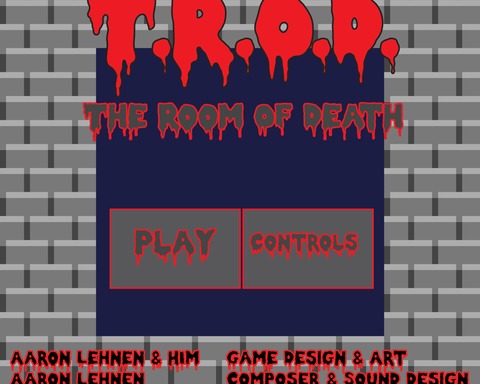 T.R.O.D.
THE ROOM OF DEATH
PLAY
CONTROLS
AARON LEHNEN & HIM GAME DESIGN & ART
AARON LEHNEN COMPOSER & SOUND DESIGN